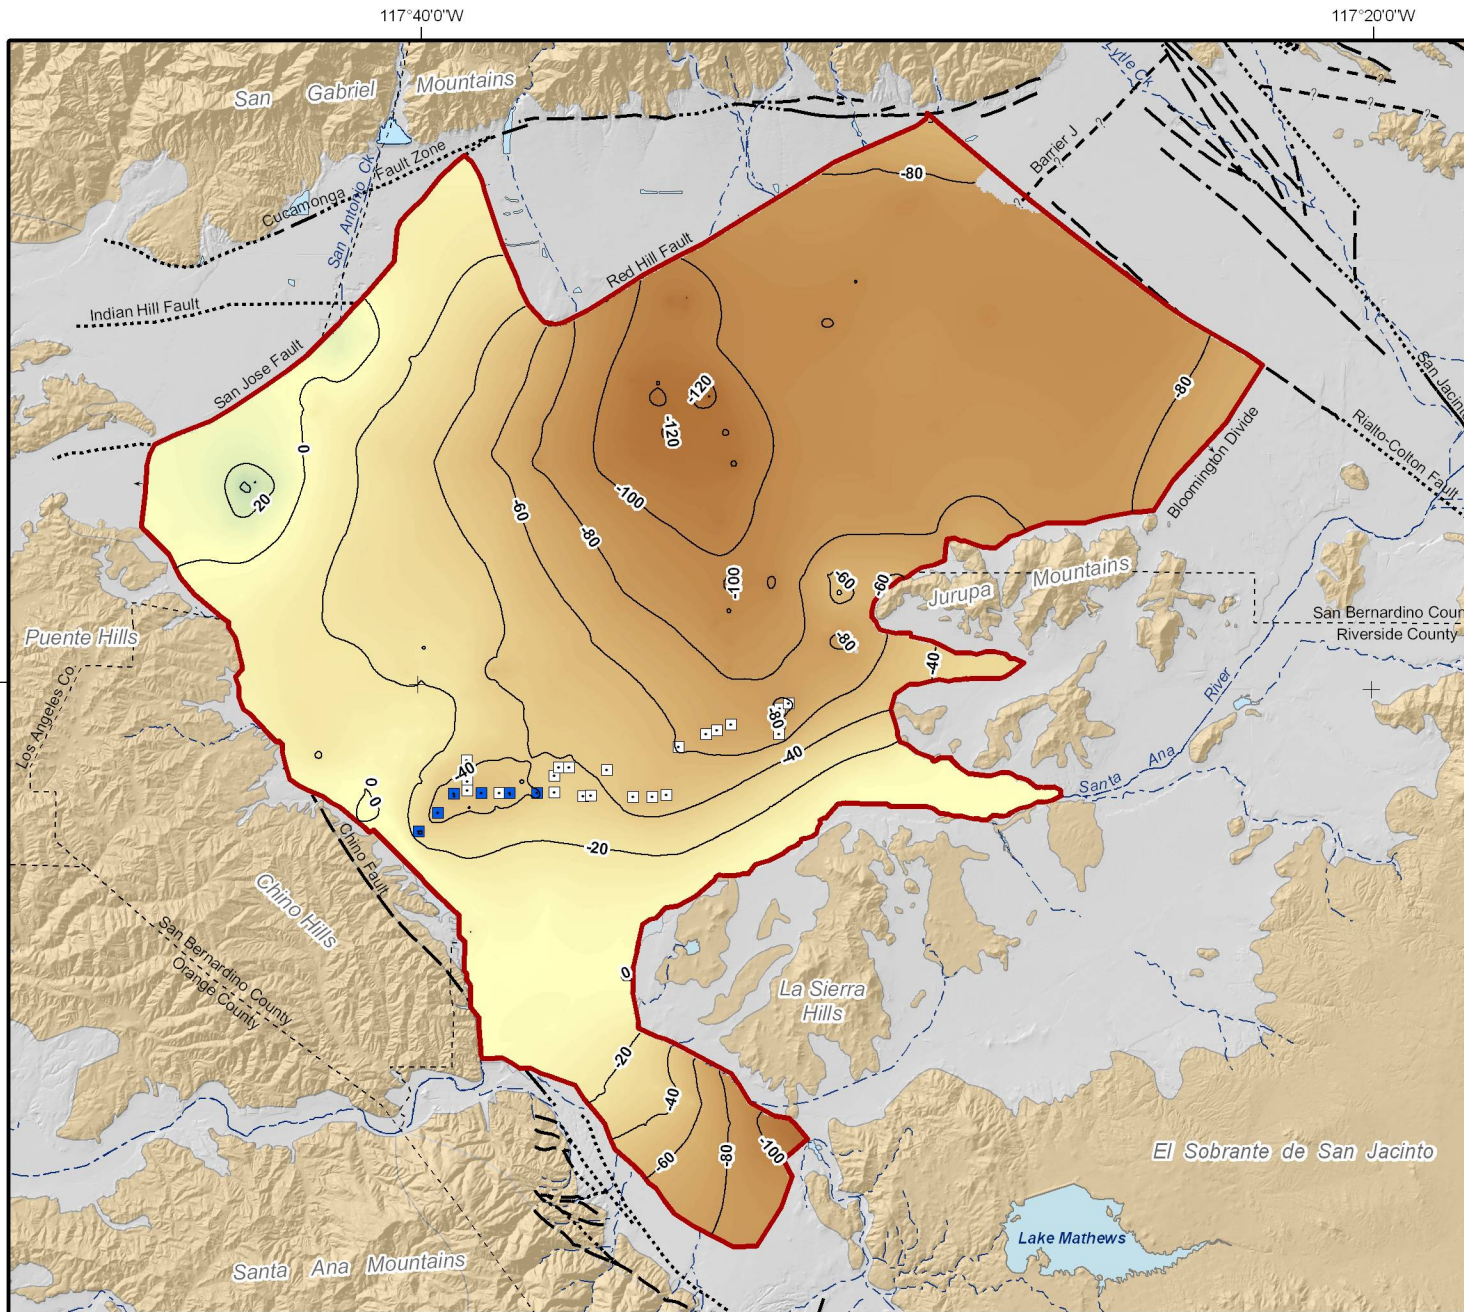 117°40'0"W
117°20'0"W
San Gabriel Mountains
Lytle Ck
Cucamonga Fault Zone
San Antonio Ck
Barrier J
?
?
?
?
?
?
-80
Red Hill Fault
Indian Hill Fault
San Jose Fault
San Jacinto
-80
-120
-120
0
Rialto-Colton Fault
Bloomington Divide
-20
-100
-60
-80
-100
-60
-60
Jurupa Mountains
San Bernardino Coun
Riverside County
Puente Hills
-80
-40
Los Angeles Co.
River
-80
-40
Santa Ana
-40
0
0
-20
Chino Fault
Chino Hills
San Bernardino County
Orange County
0
La Sierra
Hills
-20
-40
-60
-80
-100
El Sobrante de San Jacinto
Lake Mathews
Santa Ana Mountains